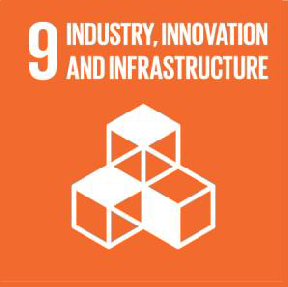 9 INDUSTRY, INNOVATION
AND INFRASTRUCTURE